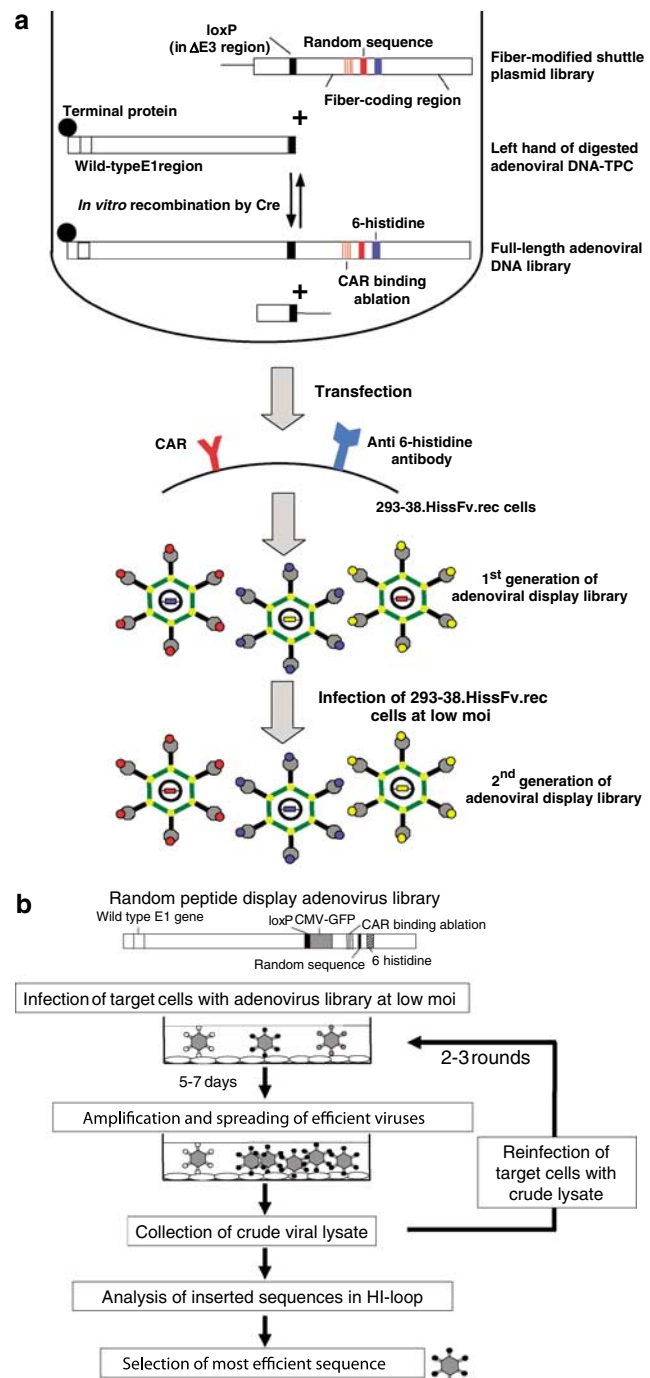 a
loxP
(in ΔE3 region)
Random sequence
Fiber-modified shuttle
plasmid library
Fiber-coding region
Terminal protein
+
Wild-typeE1region
Left hand of digested
adenoviral DNA-TPC
In vitro recombination by Cre
6-histidine
Full-length adenoviral
DNA library
CAR binding
ablation
+
Transfection
CAR
Anti 6-histidine
antibody
293-38.HissFv.rec cells
1st generation of
adenoviral display library
Infection of 293-38.HissFv.rec
cells at low moi
2nd generation of
adenoviral display library
b
Random peptide display adenovirus library
Wild type E1 gene
loxP CMV-GFP
CAR binding ablation
Random sequence
6 histidine
Infection of target cells with adenovirus library at low moi
5-7 days
2-3 rounds
Amplification and spreading of efficient viruses
Reinfection of
target cells with
crude lysate
Collection of crude viral lysate
Analysis of inserted sequences in HI-loop
Selection of most efficient sequence